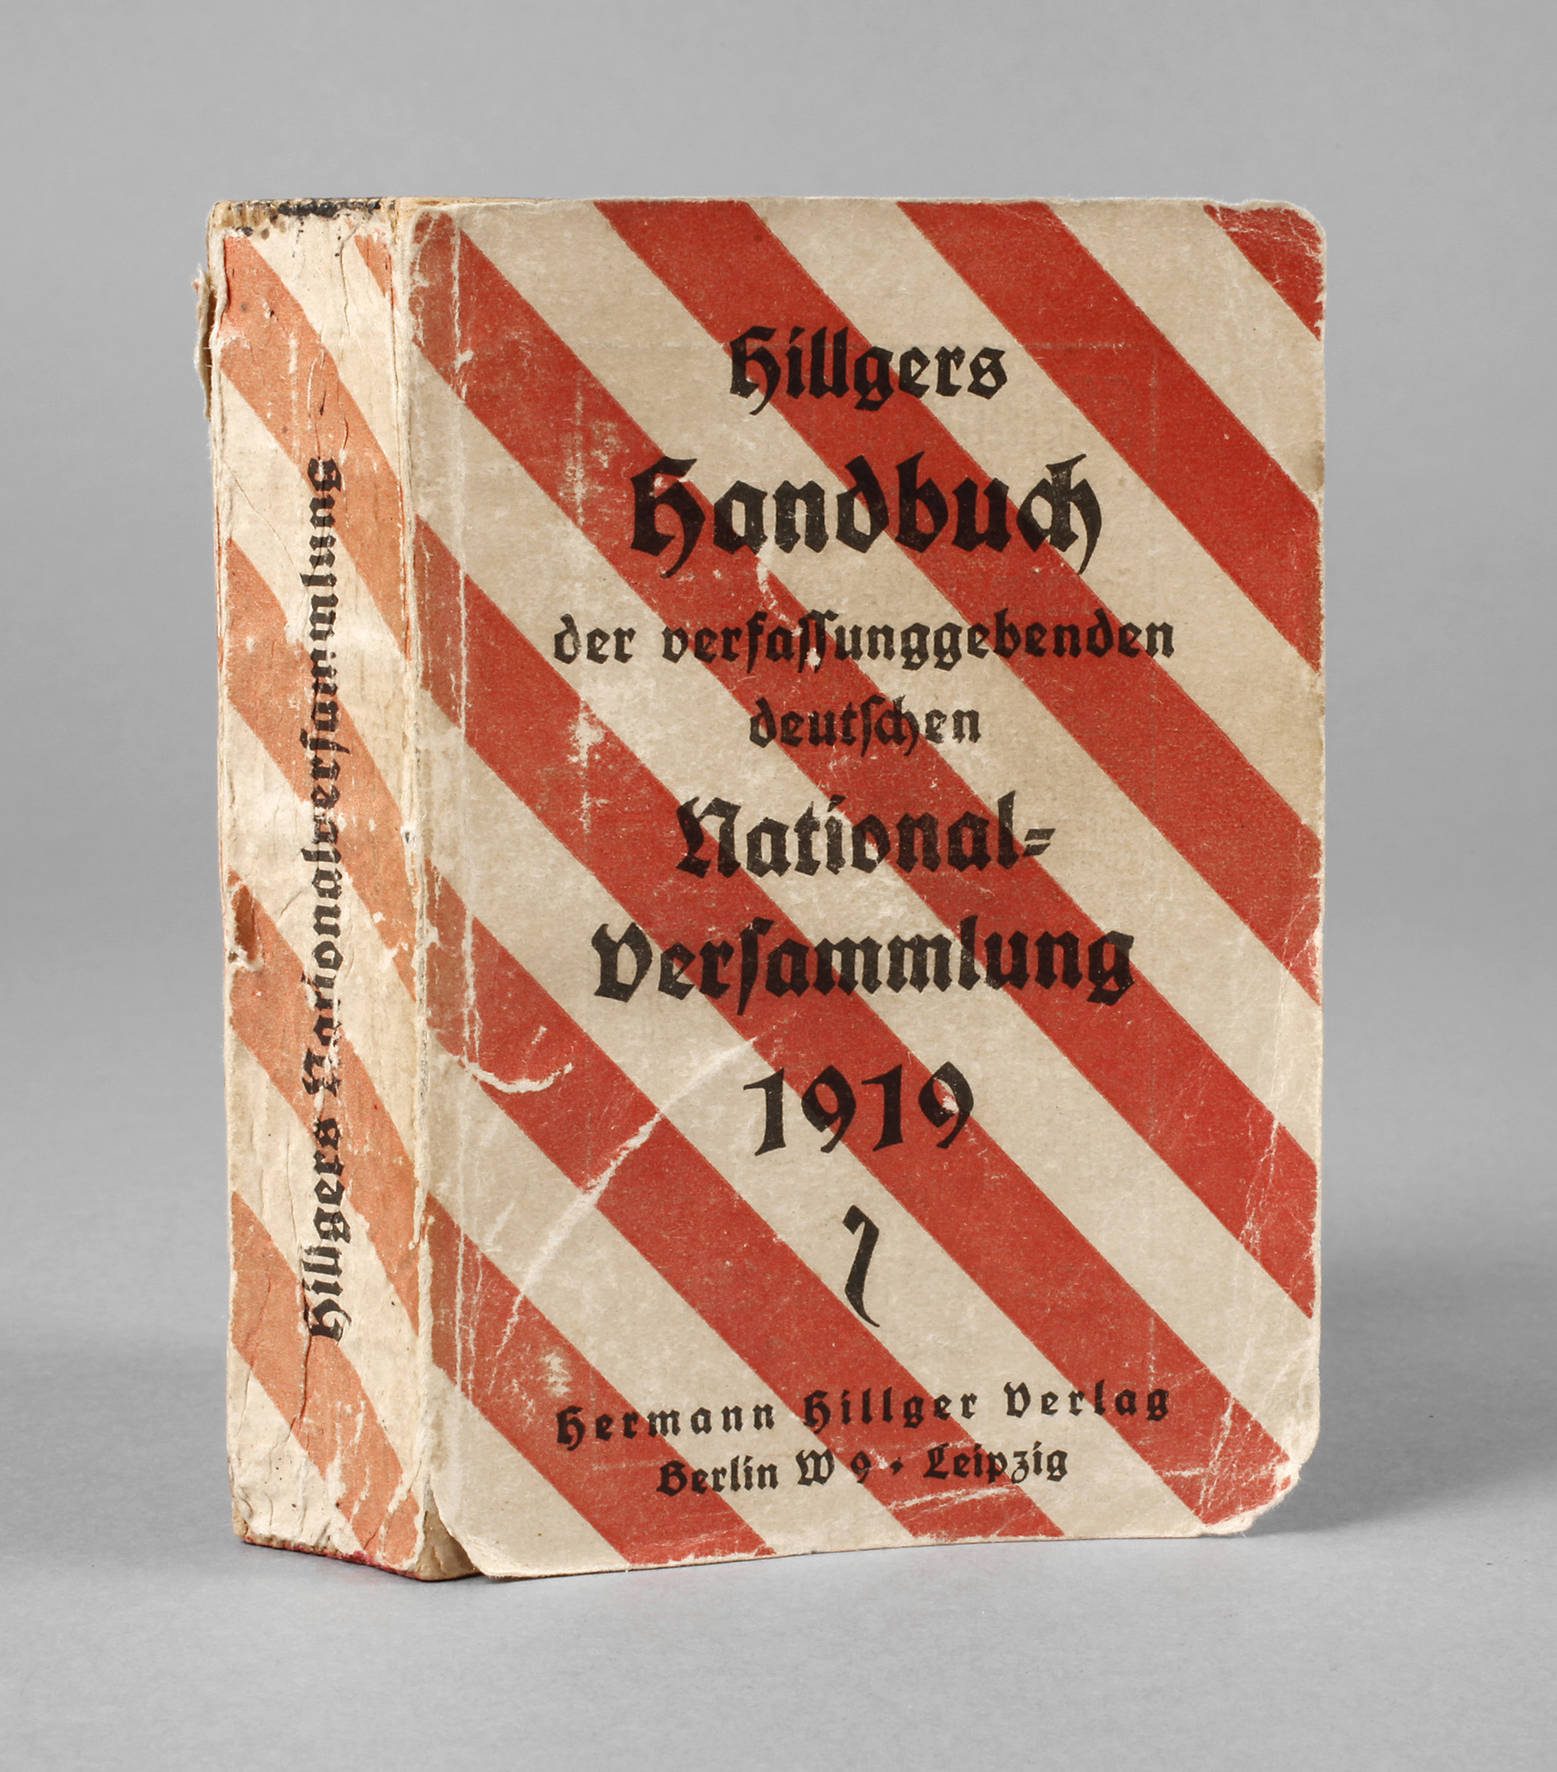 Hillgers Nationalversammlung
Hillgers
Handbuch
der verfaſſunggebenden
deutſchen
National-
Verſammlung
1919
Hermann Hillger Verlag
Berlin W 9 • Leipzig